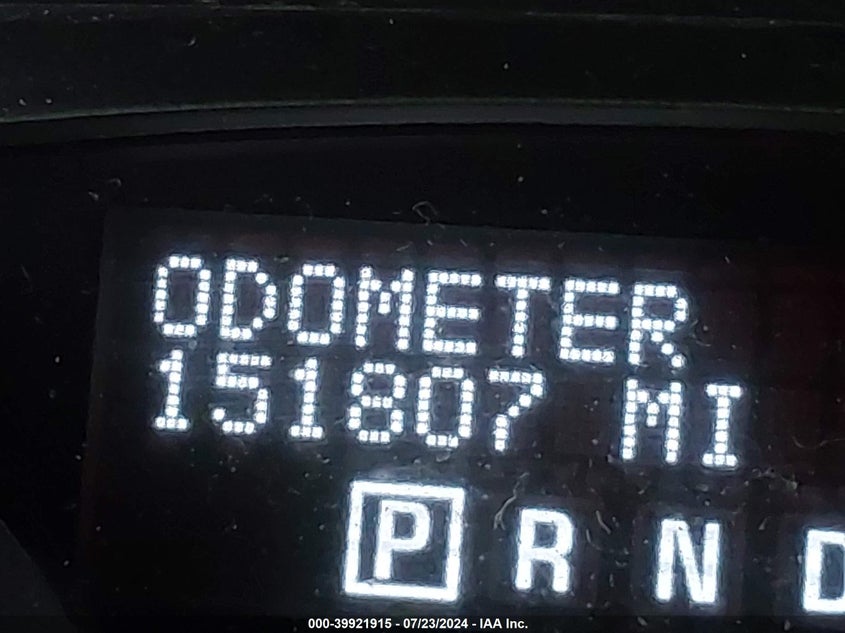 ODOMETER
151807 MI
P R N D
000-39921915 - 07/23/2024 - IAA Inc.